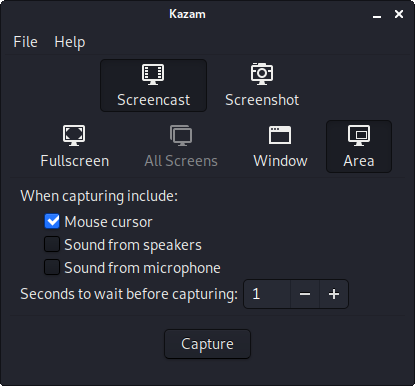 Kazam
File Help
Screencast Screenshot
Fullscreen All Screens Window Area
When capturing include:
Mouse cursor
Sound from speakers
Sound from microphone
Seconds to wait before capturing: 1 − +
Capture